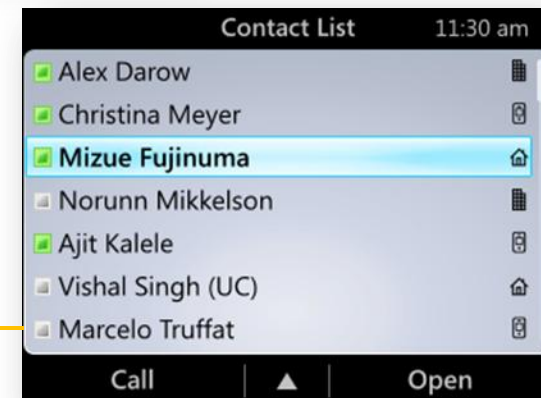 Contact List 11:30 am
Alex Darow
Christina Meyer
Mizue Fujinuma
Norunn Mikkelson
Ajit Kalele
Vishal Singh (UC)
Marcelo Truffat
Call Open